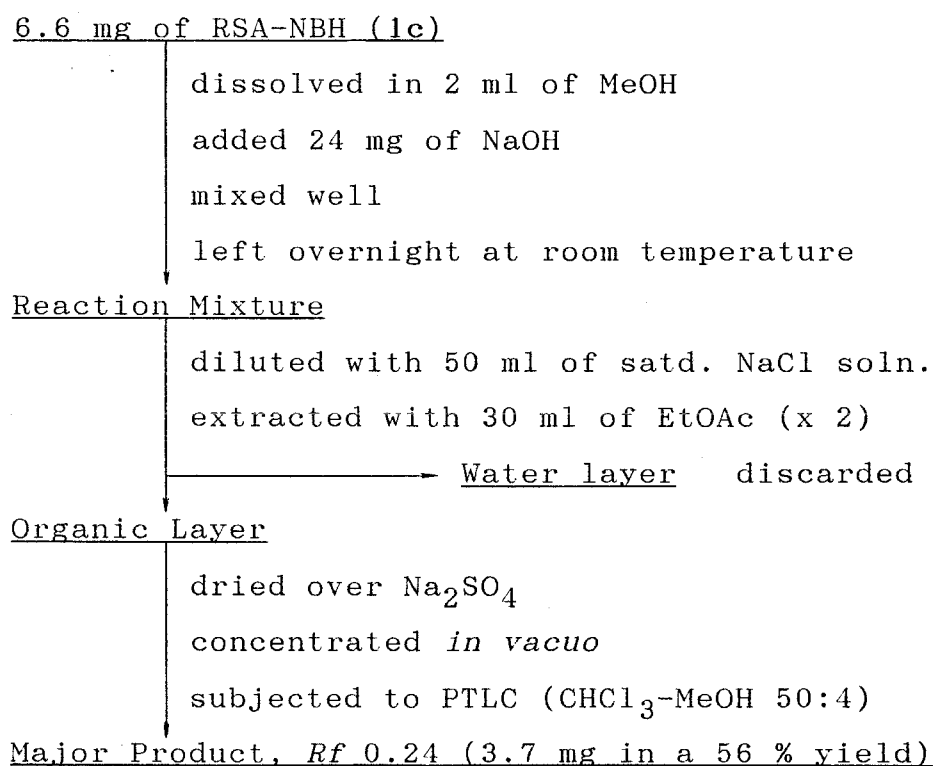 6.6 mg of RSA-NBH (1c)
dissolved in 2 ml of MeOH
added 24 mg of NaOH
mixed well
left overnight at room temperature
Reaction Mixture
diluted with 50 ml of satd. NaCl soln.
extracted with 30 ml of EtOAc (x 2)
Water layer discarded
Organic Layer
dried over Na₂SO₄
concentrated in vacuo
subjected to PTLC (CHCl₃-MeOH 50:4)
Major Product, Rf 0.24 (3.7 mg in a 56 % yield)